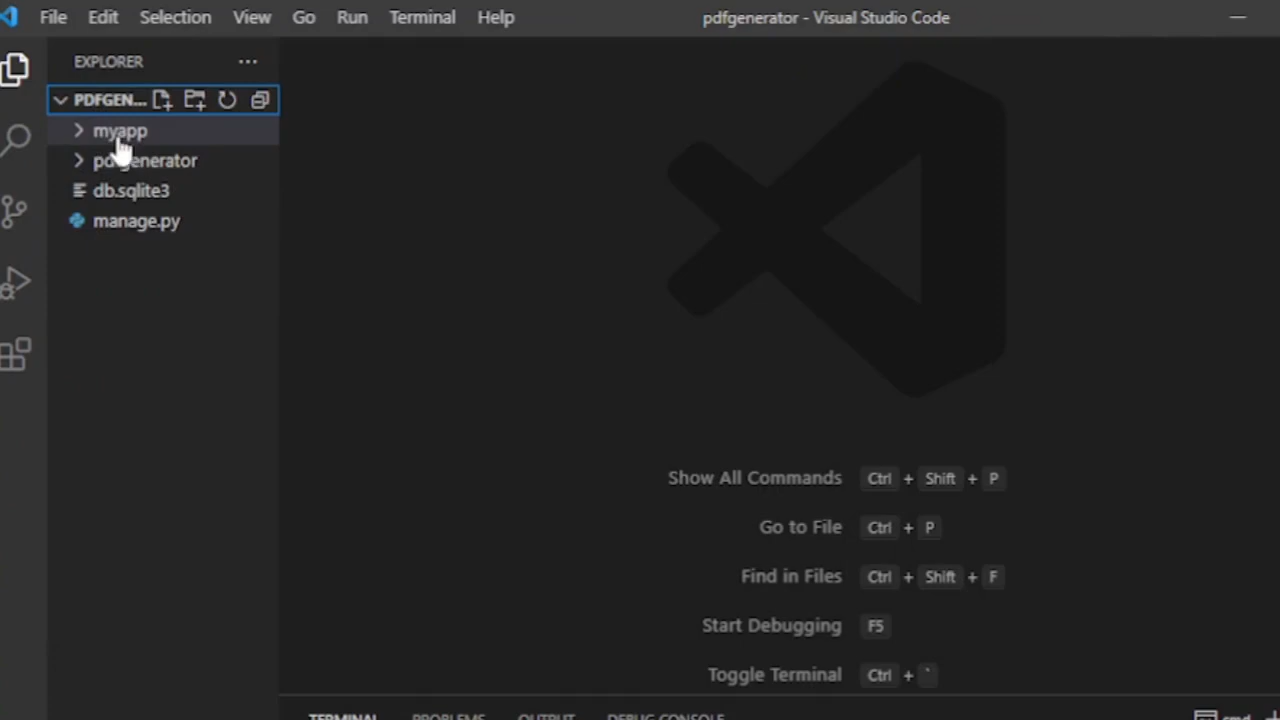 File Edit Selection View Go Run Terminal Help pdfgenerator - Visual Studio Code
EXPLORER
PDFGEN...
myapp
pdfgenerator
db.sqlite3
manage.py
Show All Commands Ctrl + Shift + P
Go to File Ctrl + P
Find in Files Ctrl + Shift + F
Start Debugging F5
Toggle Terminal Ctrl + `
TERMINAL PROBLEMS OUTPUT DEBUG CONSOLE cmd